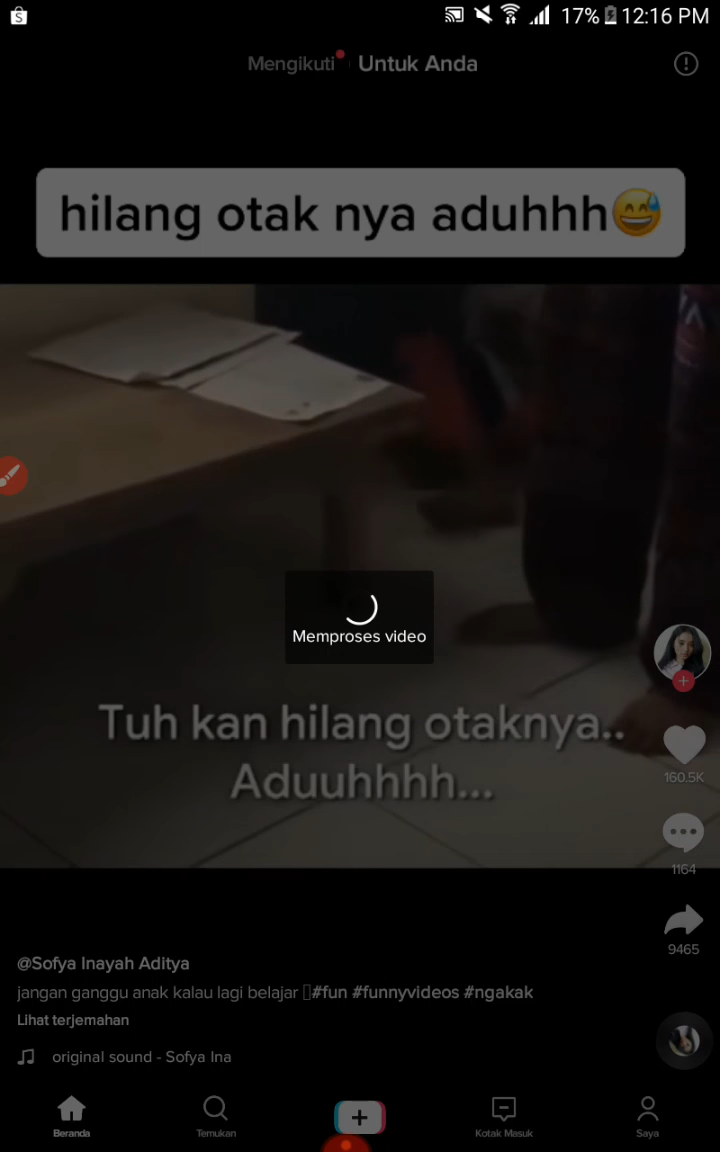 17% 12:16 PM
Mengikuti Untuk Anda
hilang otak nya aduhhh😅
Memproses video
Tuh kan hilang otaknya..
Aduuhhhh...
160.5K
1164
9465
@Sofya Inayah Aditya
jangan ganggu anak kalau lagi belajar #fun #funnyvideos #ngakak
Lihat terjemahan
original sound - Sofya Ina
Beranda Temukan Kotak Masuk Saya